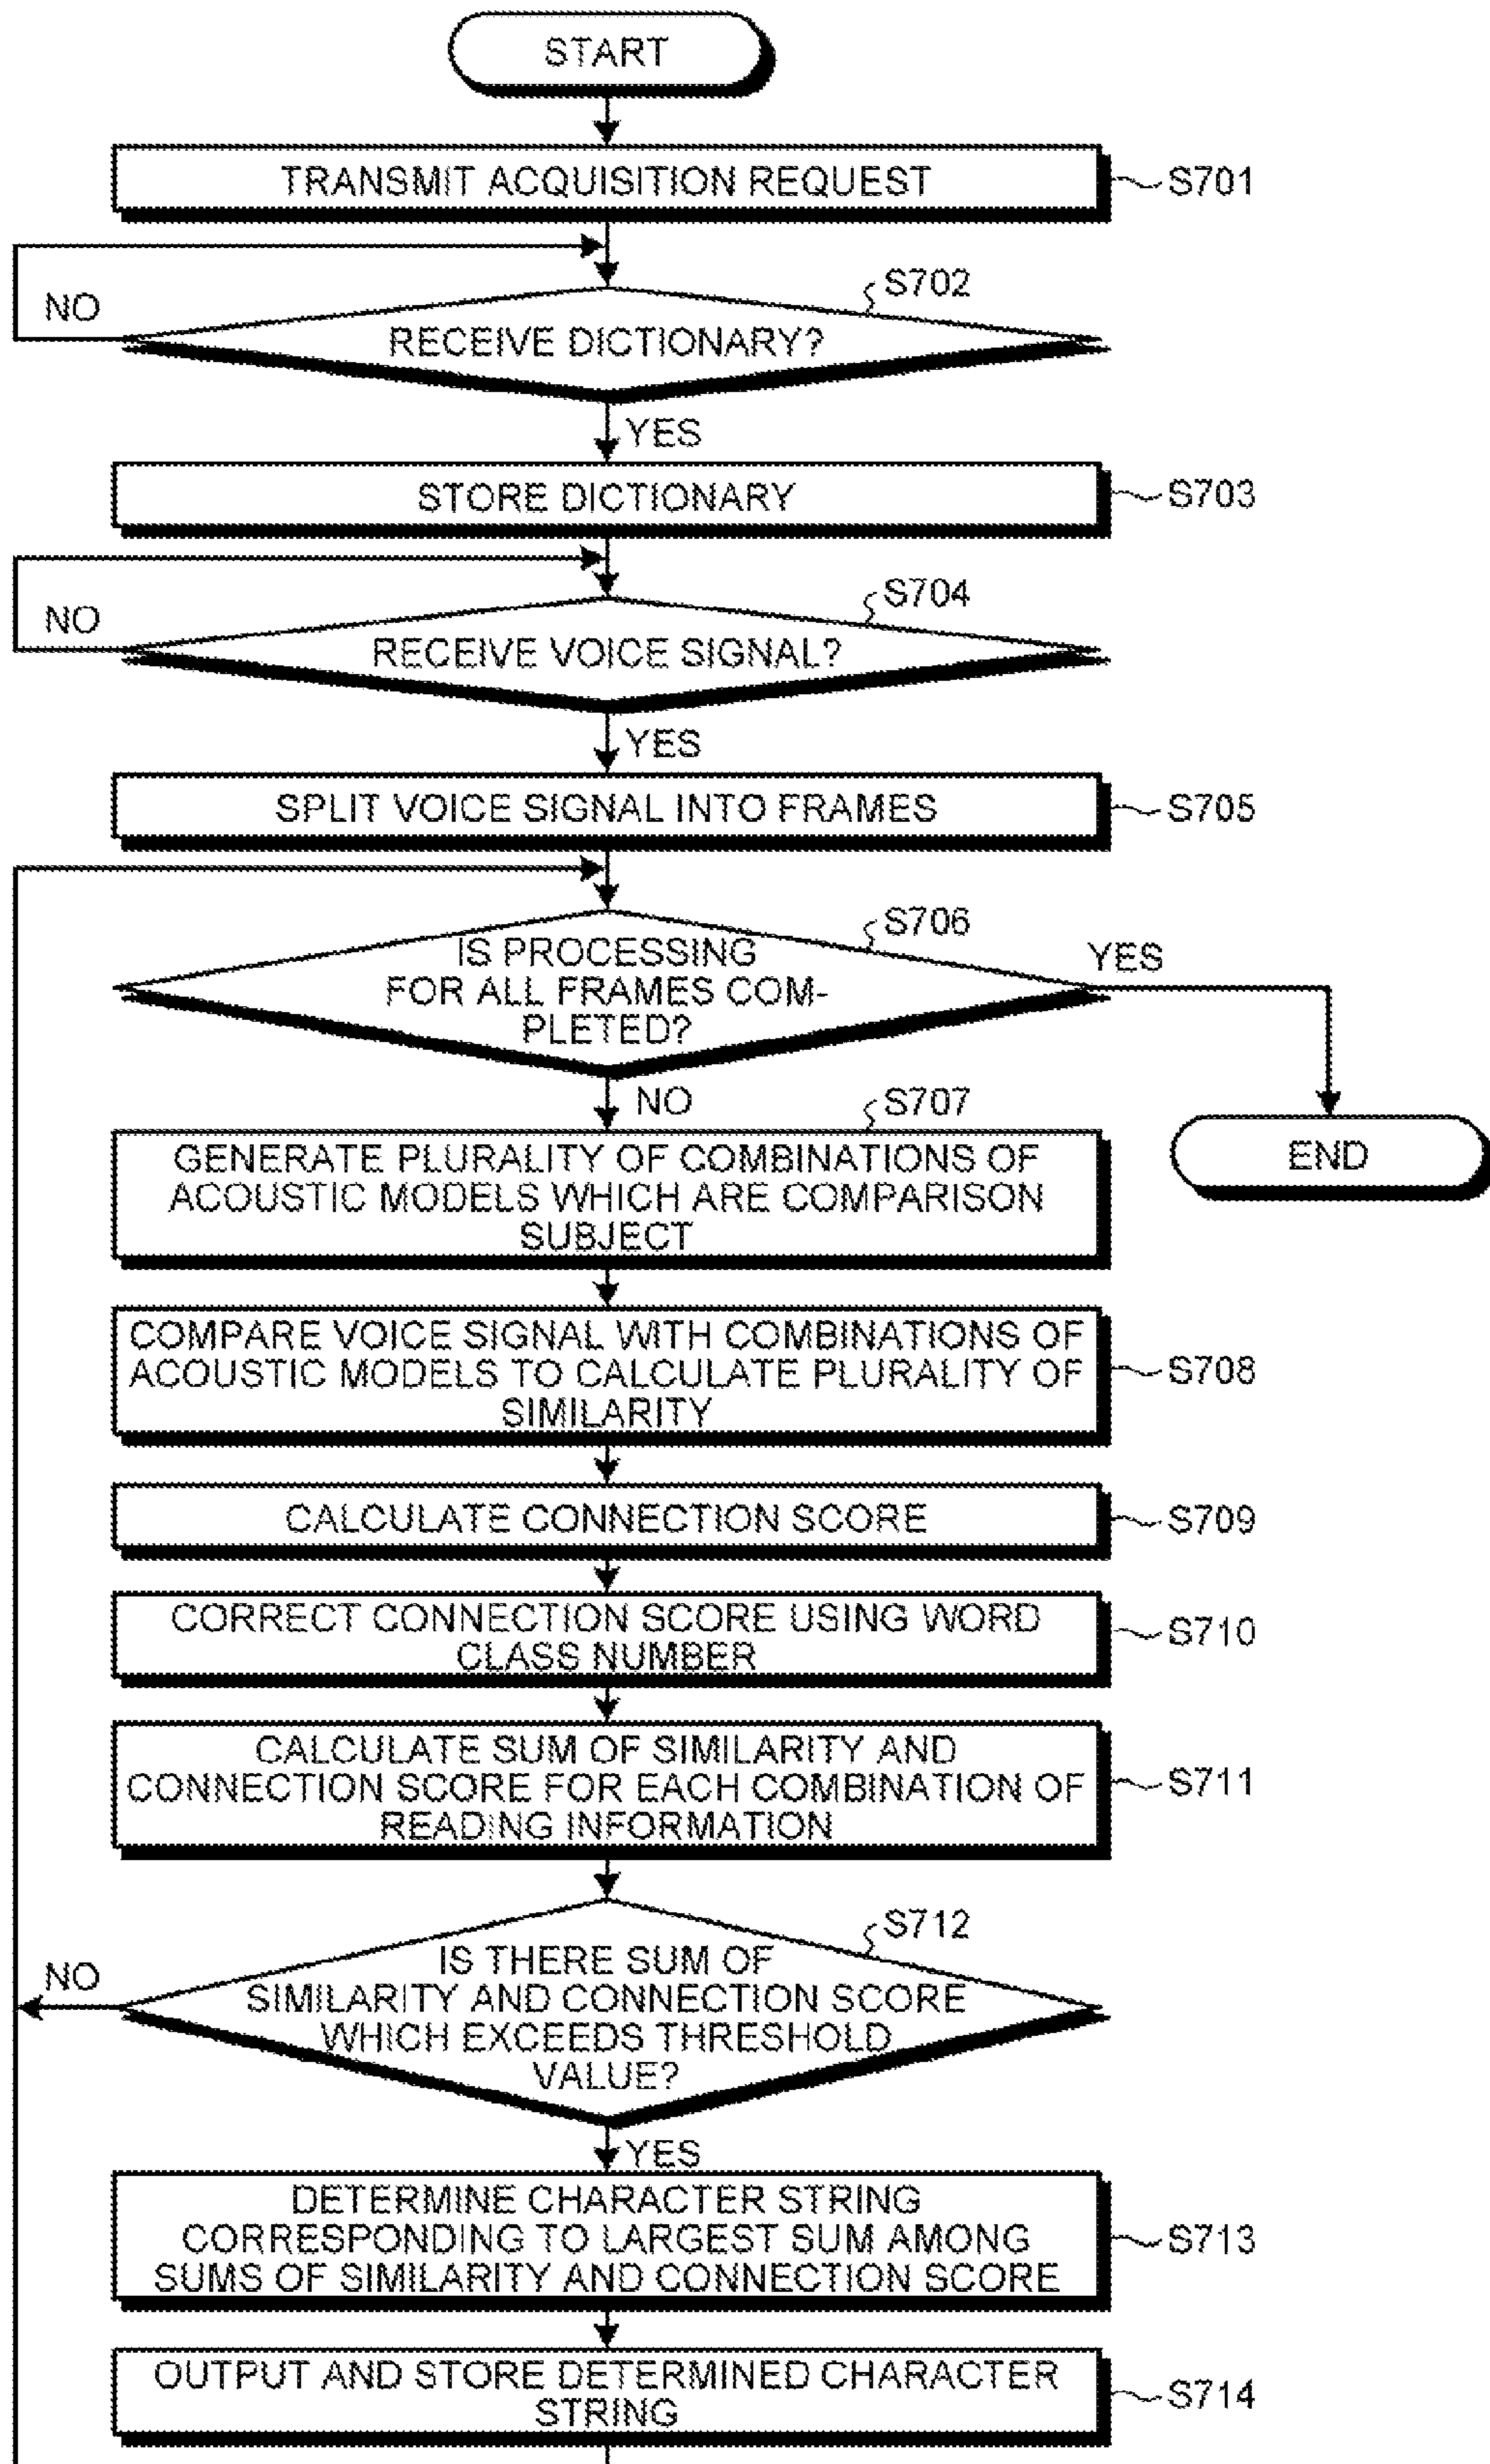 START
TRANSMIT ACQUISITION REQUEST
S701
S702
NO
RECEIVE DICTIONARY?
YES
STORE DICTIONARY
S703
S704
NO
RECEIVE VOICE SIGNAL?
YES
SPLIT VOICE SIGNAL INTO FRAMES
S705
S706
IS PROCESSING
FOR ALL FRAMES COM-
PLETED?
YES
NO
END
S707
GENERATE PLURALITY OF COMBINATIONS OF
ACOUSTIC MODELS WHICH ARE COMPARISON
SUBJECT
COMPARE VOICE SIGNAL WITH COMBINATIONS OF
ACOUSTIC MODELS TO CALCULATE PLURALITY OF
SIMILARITY
S708
CALCULATE CONNECTION SCORE
S709
CORRECT CONNECTION SCORE USING WORD
CLASS NUMBER
S710
CALCULATE SUM OF SIMILARITY AND
CONNECTION SCORE FOR EACH COMBINATION OF
READING INFORMATION
S711
S712
NO
IS THERE SUM OF
SIMILARITY AND CONNECTION SCORE
WHICH EXCEEDS THRESHOLD
VALUE?
YES
DETERMINE CHARACTER STRING
CORRESPONDING TO LARGEST SUM AMONG
SUMS OF SIMILARITY AND CONNECTION SCORE
S713
OUTPUT AND STORE DETERMINED CHARACTER
STRING
S714